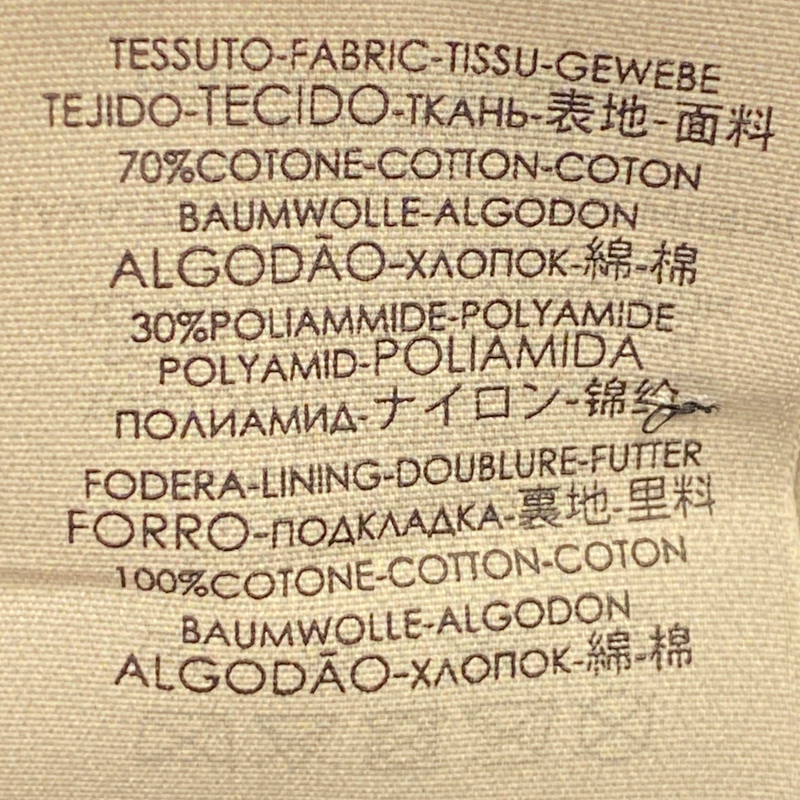 TESSUTO-FABRIC-TISSU-GEWEBE
TEJIDO-TECIDO-ТКАНЬ-表地-面料
70%COTONE-COTTON-COTON
BAUMWOLLE-ALGODON
ALGODÃO-ХЛОПОК-綿-棉
30%POLIAMMIDE-POLYAMIDE
POLYAMID-POLIAMIDA
ПОЛИАМИД-ナイロン-锦纶
FODERA-LINING-DOUBLURE-FUTTER
FORRO-ПОДКЛАДКА-裏地-里料
100%COTONE-COTTON-COTON
BAUMWOLLE-ALGODON
ALGODÃO-ХЛОПОК-綿-棉